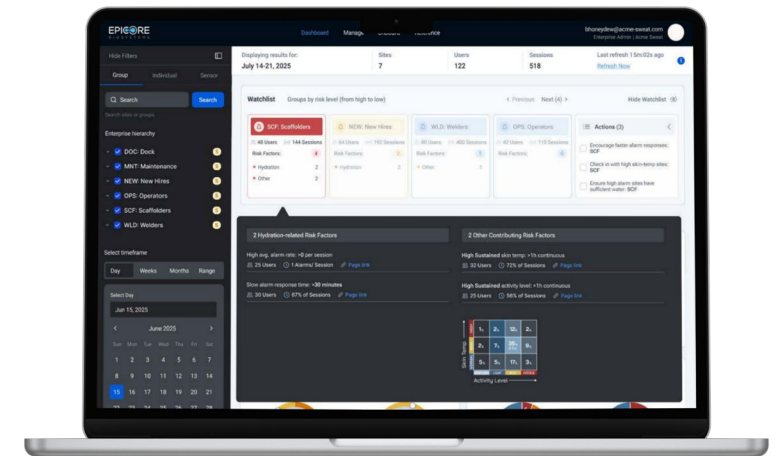 EPICORE
BIOSYSTEMS
Dashboard
bhoneydew@acme-sweat.com
Enterprise Admin | Acme Sweat
Hide Filters
Group
Individual
Sensor
Search
Search
Search sites or groups
Enterprise hierarchy
DOC: Dock
MNT: Maintenance
NEW: New Hires
OPS: Operators
SCF: Scaffolders
WLD: Welders
Select timeframe
Day
Weeks
Months
Range
Select Day
Jun 15, 2025
June 2025
Sun Mon Tue Wed Thu Fri Sat
1 2 3 4 5 6 7
8 9 10 11 12 13 14
15 16 17 18 19 20 21
Displaying results for:
July 14-21, 2025
Sites
7
Users
122
Sessions
518
Last refresh 15m:02s ago
Refresh Now
Watchlist Groups by risk level (from high to low)
Previous Next (4)
Hide Watchlist
SCF: Scaffolders
48 Users 144 Sessions
Risk Factors: 4
Hydration 2
Other 2
NEW: New Hires
Risk Factors:
Hydration
WLD: Welders
Risk Factors: 1
Other 1
OPS: Operators
Risk Factors:
Actions (3)
Encourage faster alarm responses:
SCF
Check in with high skin-temp sites:
SCF
Ensure high alarm sites have
sufficient water: SCF
2 Hydration-related Risk Factors
High avg. alarm rate: >0 per session
25 Users 1 Alarms/ Session Page link
Slow alarm response time: >30 minutes
30 Users 67% of Sessions Page link
2 Other Contributing Risk Factors
High Sustained skin temp: >1h continuous
32 Users 72% of Sessions Page link
High Sustained activity level: >1h continuous
25 Users 56% of Sessions Page link
Skin Temp
Activity Level